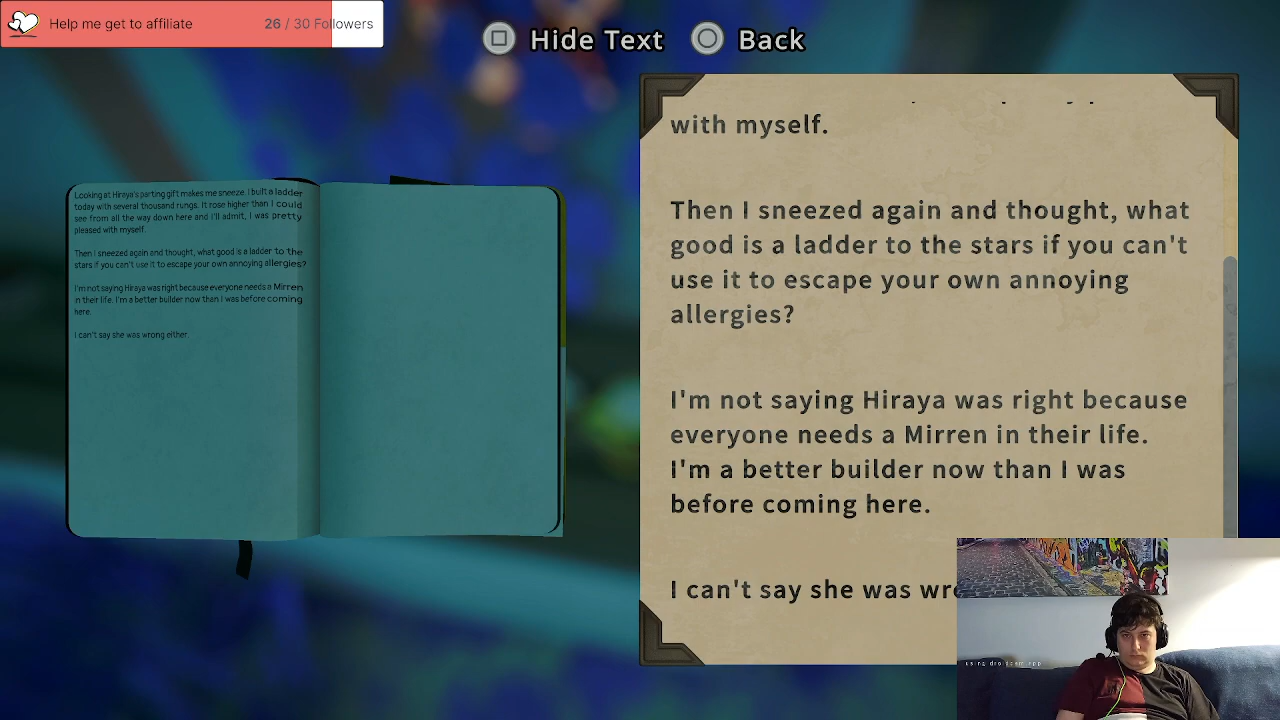 Help me get to affiliate 26 / 30 Followers
Hide Text Back
Looking at Hiraya's parting gift makes me sneeze. I built a ladder
today with several thousand rungs. It rose higher than I could
see from all the way down here and I'll admit, I was pretty
pleased with myself.
Then I sneezed again and thought, what good is a ladder to the
stars if you can't use it to escape your own annoying allergies?
I'm not saying Hiraya was right because everyone needs a Mirren
in their life. I'm a better builder now than I was before coming
here.
I can't say she was wrong either.
with myself.
Then I sneezed again and thought, what
good is a ladder to the stars if you can't
use it to escape your own annoying
allergies?
I'm not saying Hiraya was right because
everyone needs a Mirren in their life.
I'm a better builder now than I was
before coming here.
I can't say she was
using droidcam app